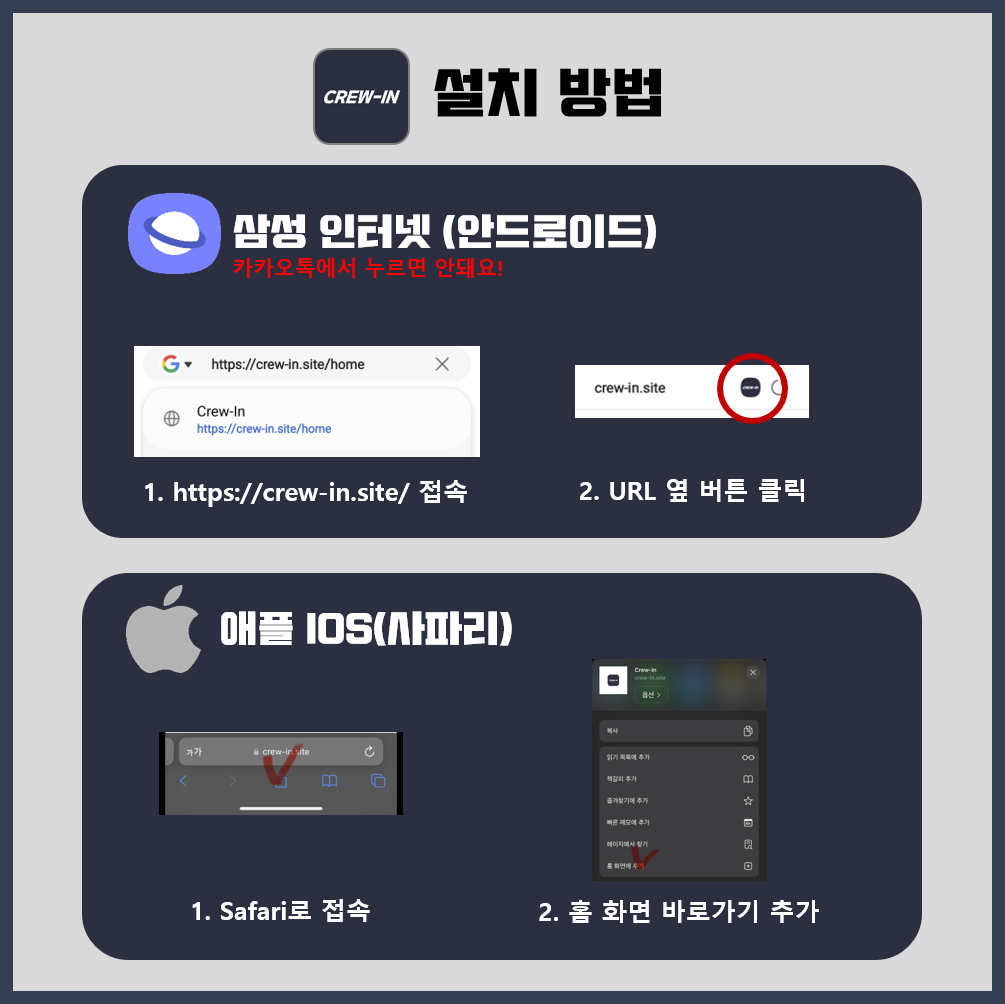 CREW-IN
설치 방법
삼성 인터넷 (안드로이드)
카카오톡에서 누르면 안돼요!
https://crew-in.site/home
Crew-In
https://crew-in.site/home
1. https://crew-in.site/ 접속
crew-in.site
CREW-IN
2. URL 옆 버튼 클릭
애플 IOS(사파리)
가가
crew-in.site
1. Safari로 접속
Crew-In
crew-in.site
옵션 >
복사
읽기 목록에 추가
책갈피 추가
즐겨찾기에 추가
빠른 메모에 추가
페이지에서 찾기
홈 화면에 추가
2. 홈 화면 바로가기 추가